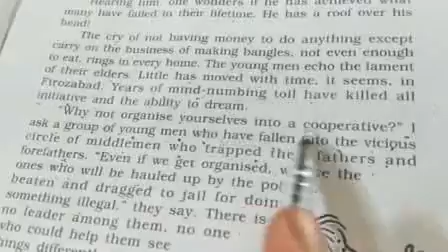 Hearing him, one wonders if he has achieved what
many have failed to their lifetime. He has a roof over his
head!
The cry of not having money to do anything except
carry on the business of making bangles, not even enough
to eat, rings in every home. The young men echo the lament
of their elders. Little has moved with time, it seems, in
Firozabad. Years of mind-numbing toil have killed all
initiative and the ability to dream.
"Why not organise yourselves into a cooperative?" I
ask a group of young men who have fallen into the vicious
circle of middlemen who trapped their fathers and
forefathers. "Even if we get organised, we are the
ones who will be hauled up by the
beaten and dragged to jail for doing
something illegal," they say. There is
no leader among them, no one
who could help them see
things differently